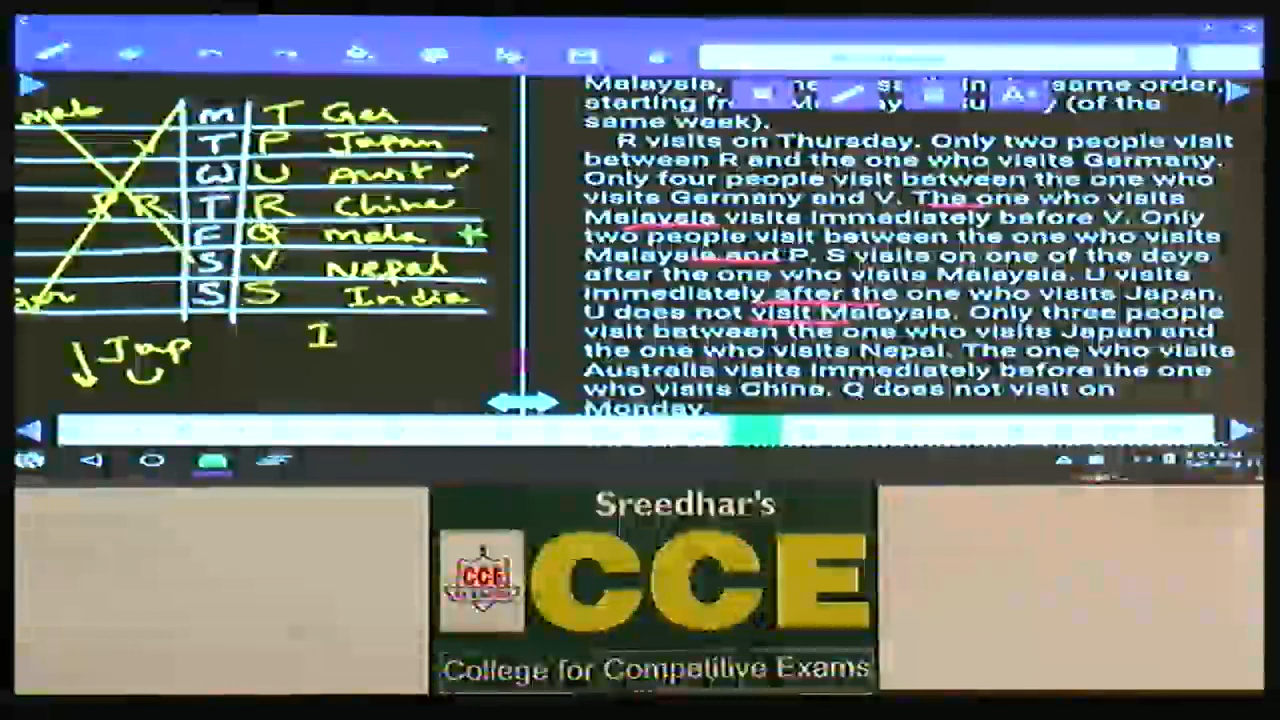 M T Ger
T P Japan
W U Aust ✓
T R China
F Q Mala *
S V Nepal
S S India
R
Jap
I
Malaysia,
same order,
starting
(of the
same week).
R visits on Thursday. Only two people visit
between R and the one who visits Germany.
Only four people visit between the one who
visits Germany and V. The one who visits
Malaysia visits immediately before V. Only
two people visit between the one who visits
Malaysia and P. S visits on one of the days
after the one who visits Malaysia. U visits
immediately after the one who visits Japan.
U does not visit Malaysia. Only three people
visit between the one who visits Japan and
the one who visits Nepal. The one who visits
Australia visits immediately before the one
who visits China. Q does not visit on
Monday.
Sreedhar's
CCE
CCE
College for Compatitive Exams